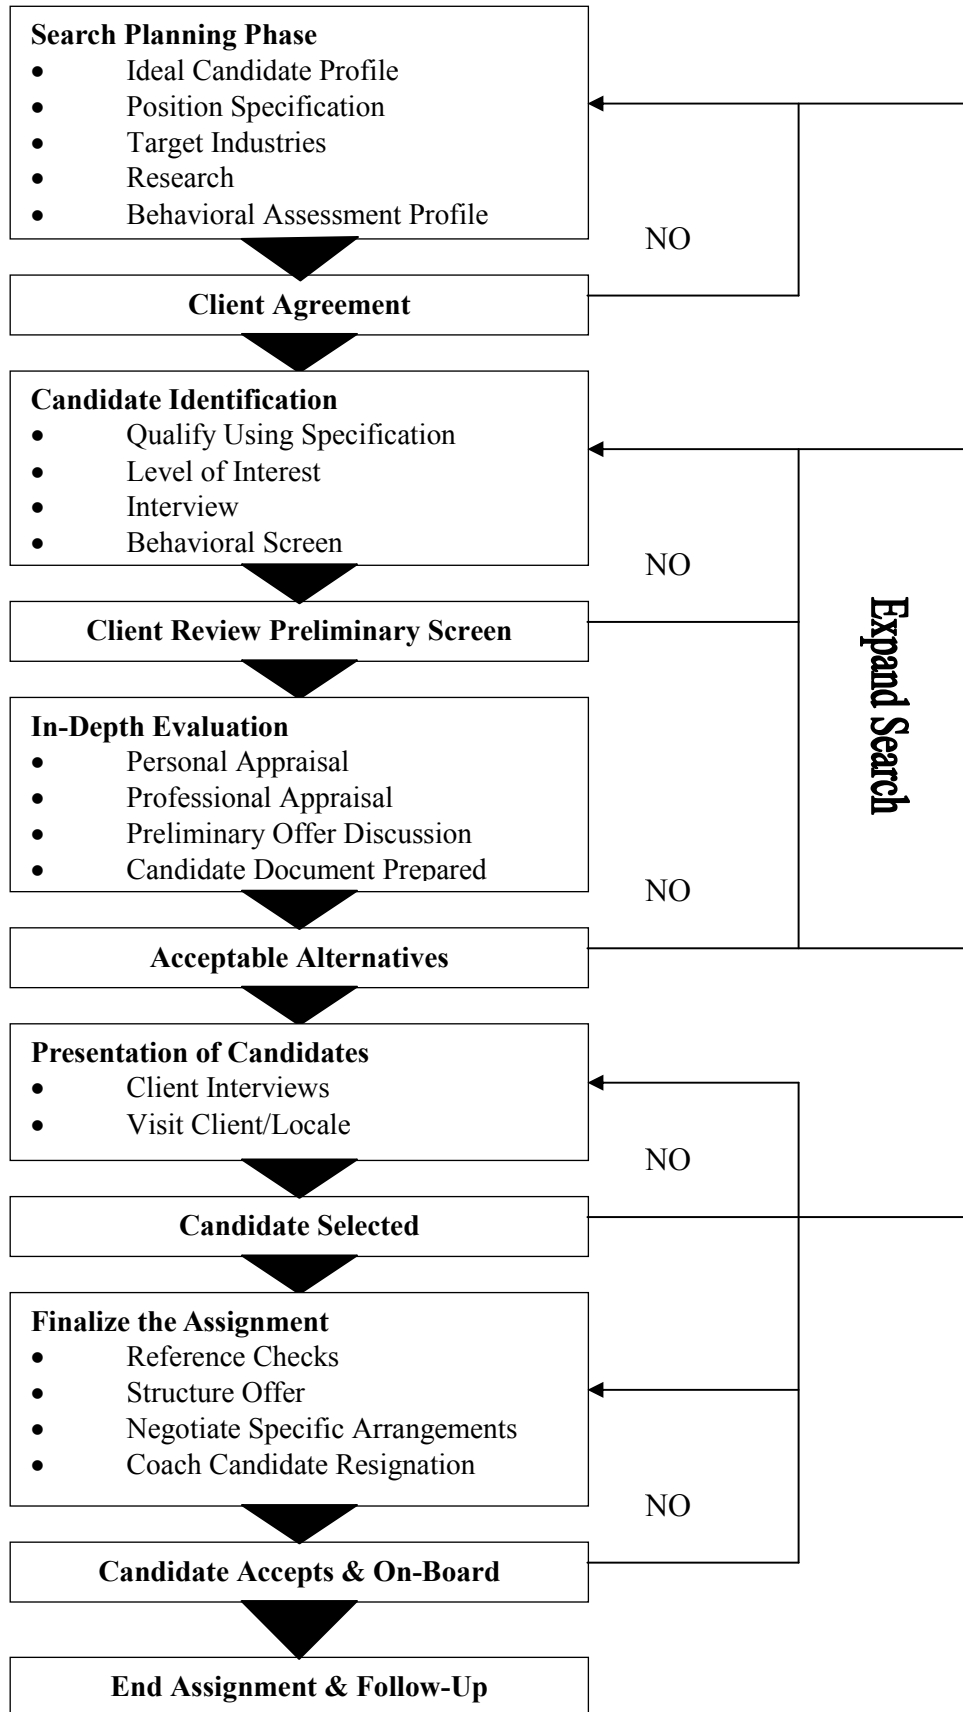 Search Planning Phase
• Ideal Candidate Profile
• Position Specification
• Target Industries
• Research
• Behavioral Assessment Profile
NO
Client Agreement
Candidate Identification
• Qualify Using Specification
• Level of Interest
• Interview
• Behavioral Screen
NO
Client Review Preliminary Screen
Expand Search
In-Depth Evaluation
• Personal Appraisal
• Professional Appraisal
• Preliminary Offer Discussion
• Candidate Document Prepared
NO
Acceptable Alternatives
Presentation of Candidates
• Client Interviews
• Visit Client/Locale
NO
Candidate Selected
Finalize the Assignment
• Reference Checks
• Structure Offer
• Negotiate Specific Arrangements
• Coach Candidate Resignation
NO
Candidate Accepts & On-Board
End Assignment & Follow-Up